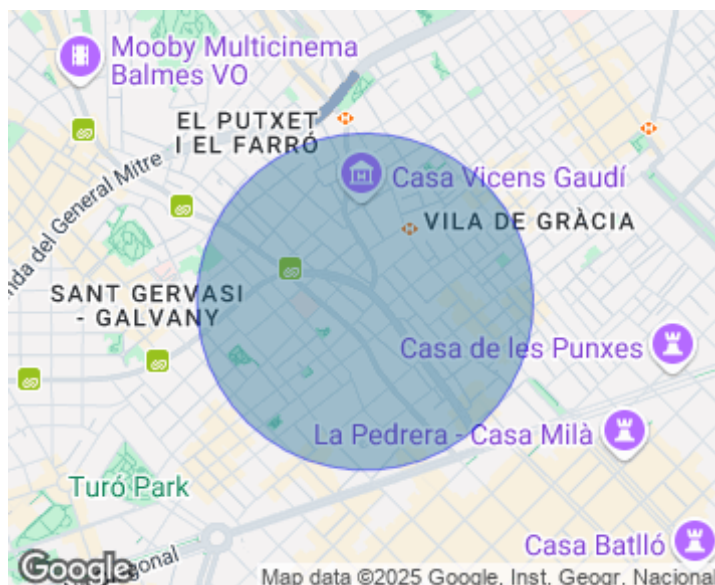 Mooby Multicinema
Balmes VO
EL PUTXET
I EL FARRÓ
nda del General Mitre
Casa Vicens Gaudí
VILA DE GRÀCIA
SANT GERVASI
- GALVANY
Casa de les Punxes
La Pedrera - Casa Milà
Turó Park
Casa Batlló
Google
agonal
Map data ©2025 Google, Inst. Geogr. Nacional